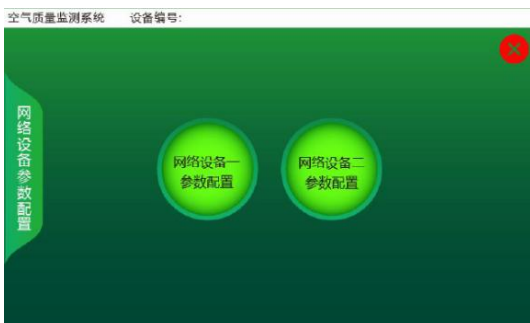 空气质量监测系统 设备编号:
网络设备参数配置
网络设备一
参数配置
网络设备二
参数配置